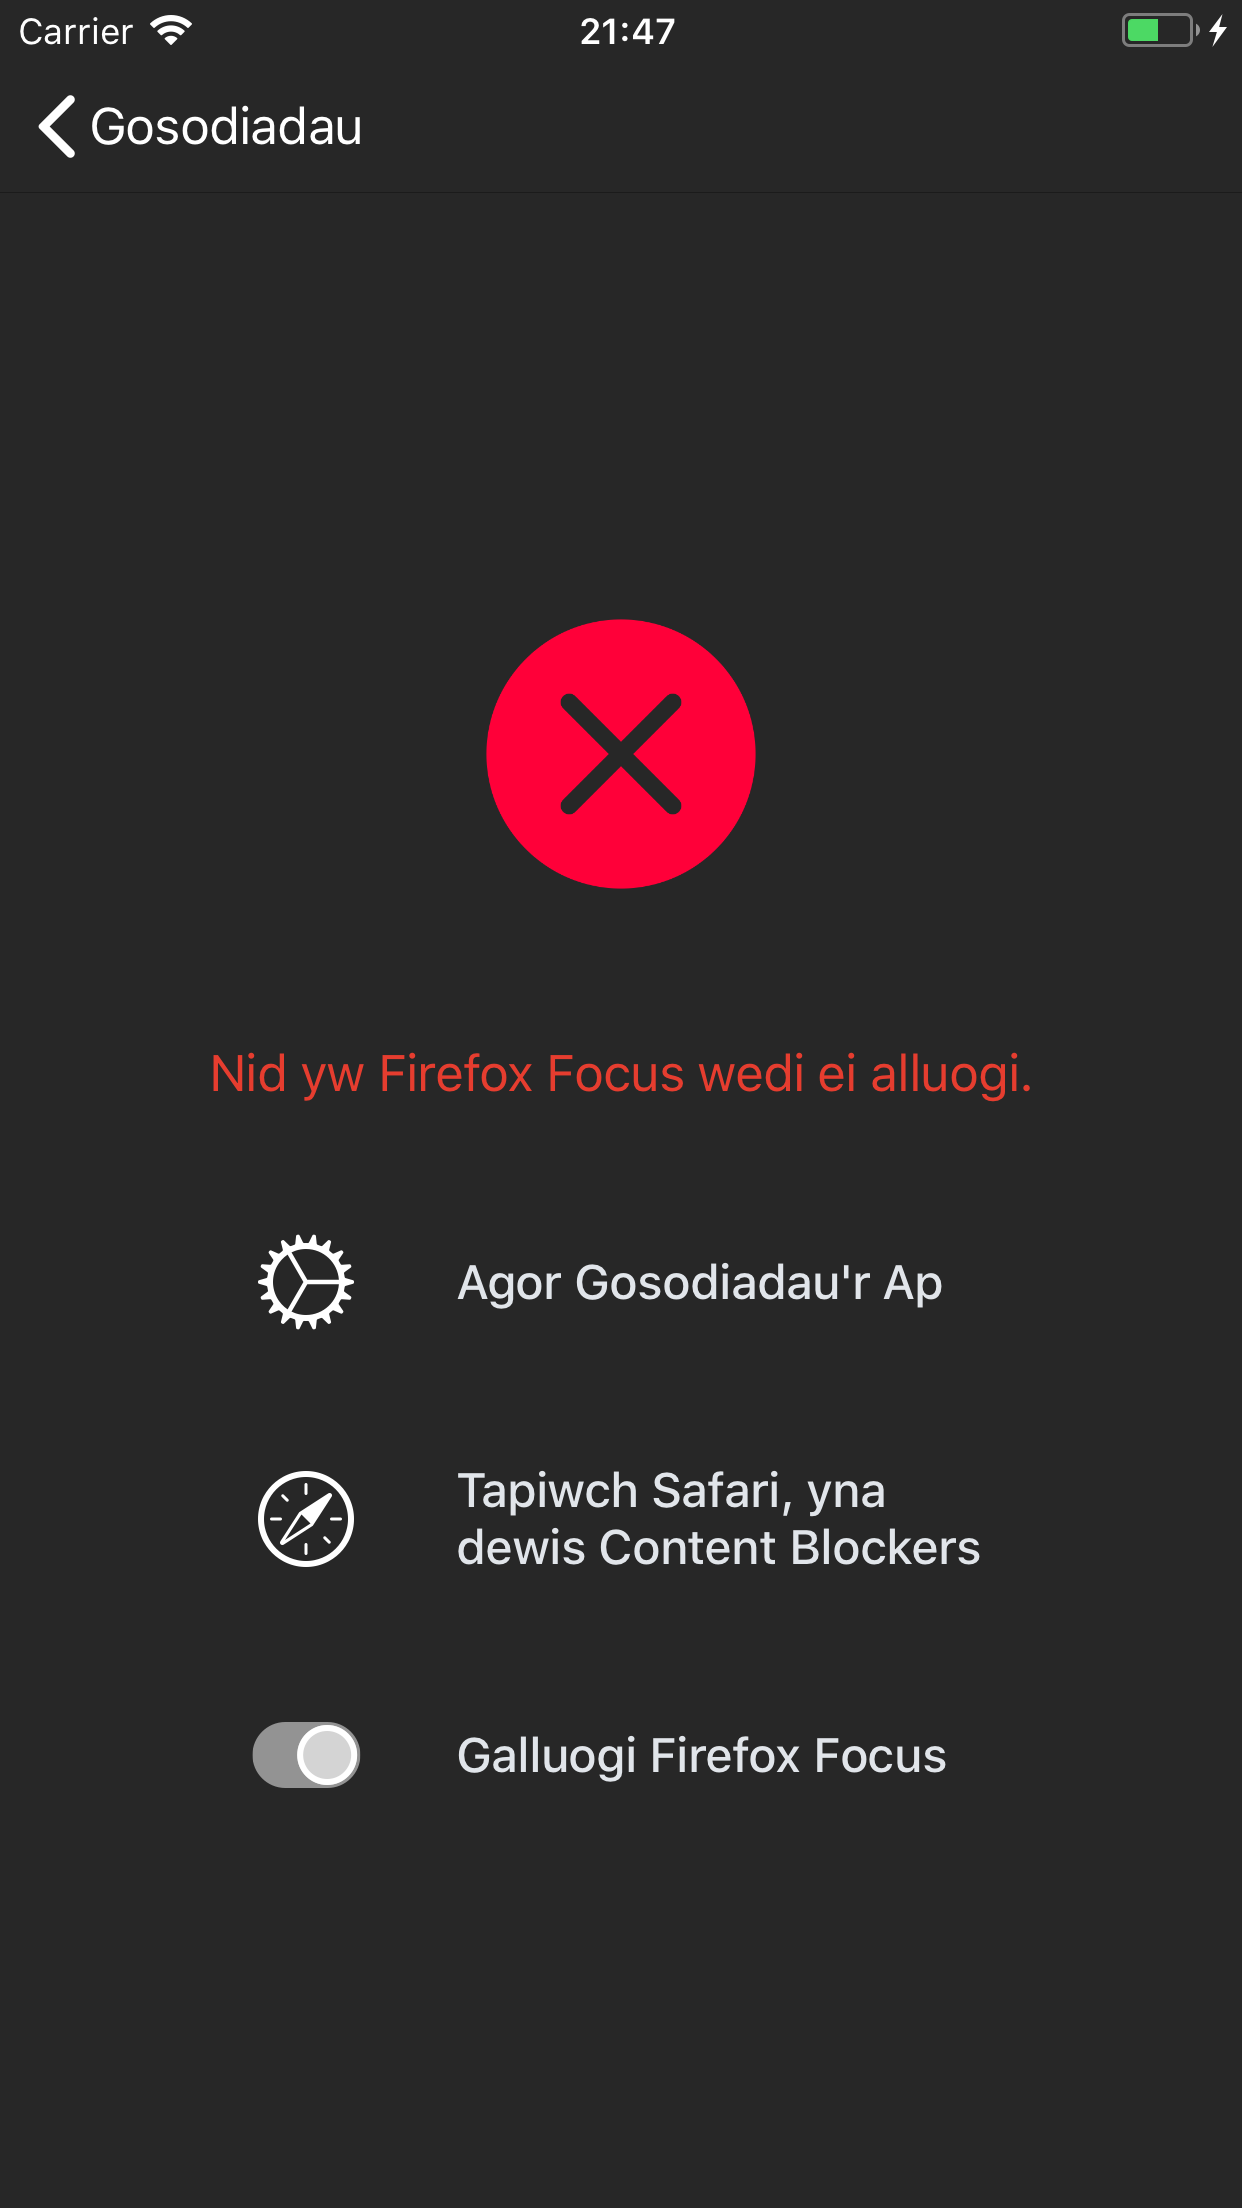 Carrier
21:47
Gosodiadau
Nid yw Firefox Focus wedi ei alluogi.
Agor Gosodiadau'r Ap
Tapiwch Safari, yna
dewis Content Blockers
Galluogi Firefox Focus